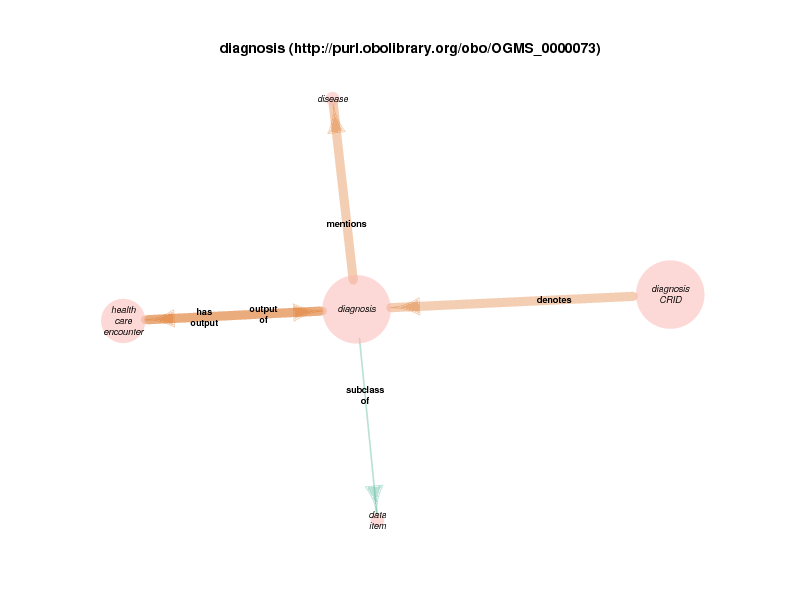 diagnosis (http://purl.obolibrary.org/obo/OGMS_0000073)
disease
mentions
diagnosis
CRID
denotes
diagnosis
output
of
has
output
health
care
encounter
subclass
of
data
item